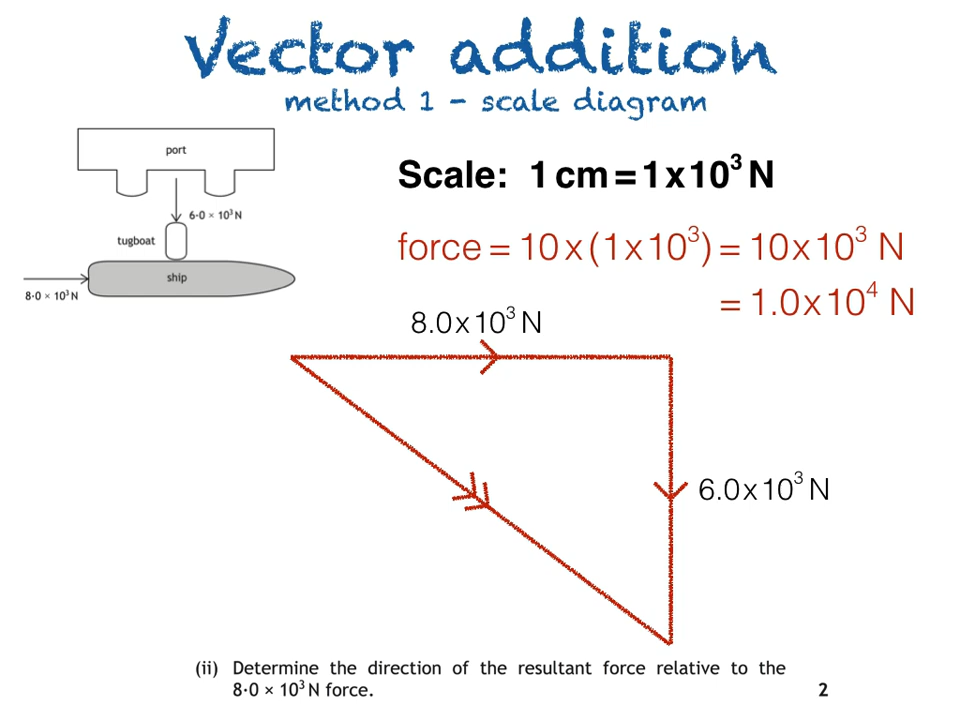 Vector addition
method 1 - scale diagram
port
6·0 × 10³ N
tugboat
ship
8·0 × 10³ N
Scale: 1 cm = 1 x 10³ N
force = 10 x (1 x 10³) = 10 x 10³ N
= 1.0 x 10⁴ N
8.0 x 10³ N
6.0 x 10³ N
(ii) Determine the direction of the resultant force relative to the
8·0 × 10³ N force. 2